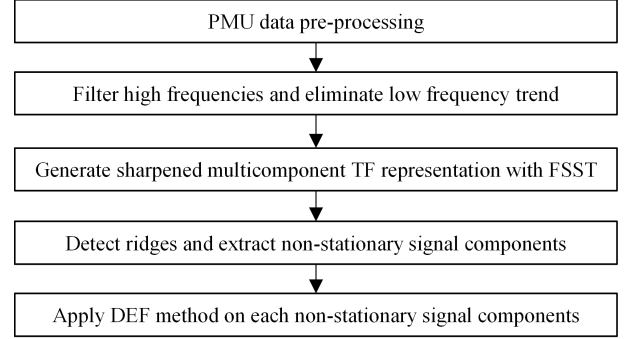 PMU data pre-processing
Filter high frequencies and eliminate low frequency trend
Generate sharpened multicomponent TF representation with FSST
Detect ridges and extract non-stationary signal components
Apply DEF method on each non-stationary signal components